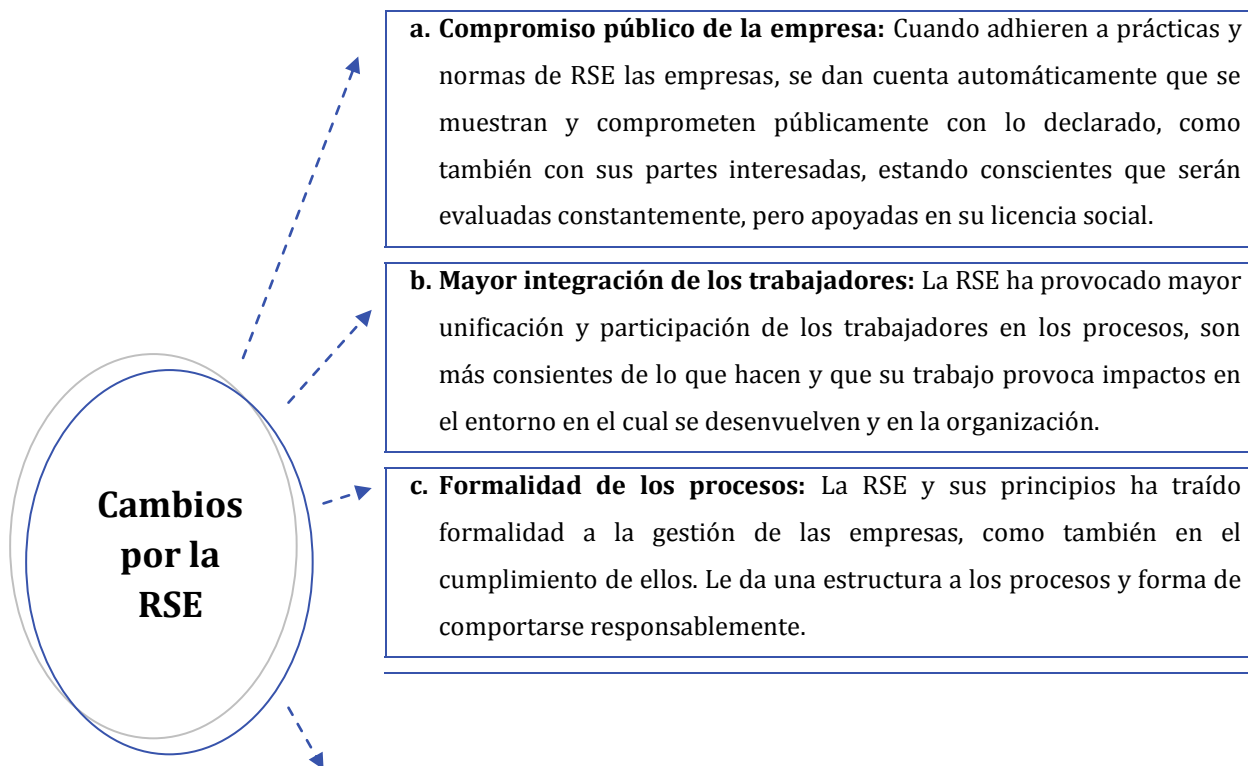 a. Compromiso público de la empresa: Cuando adhieren a prácticas y
normas de RSE las empresas, se dan cuenta automáticamente que se
muestran y comprometen públicamente con lo declarado, como
también con sus partes interesadas, estando conscientes que serán
evaluadas constantemente, pero apoyadas en su licencia social.
b. Mayor integración de los trabajadores: La RSE ha provocado mayor
unificación y participación de los trabajadores en los procesos, son
más consientes de lo que hacen y que su trabajo provoca impactos en
el entorno en el cual se desenvuelven y en la organización.
c. Formalidad de los procesos: La RSE y sus principios ha traído
formalidad a la gestión de las empresas, como también en el
cumplimiento de ellos. Le da una estructura a los procesos y forma de
comportarse responsablemente.
Cambios
por la
RSE